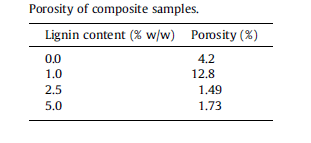 Porosity of composite samples.
Lignin content (% w/w) Porosity (%)
0.0 4.2
1.0 12.8
2.5 1.49
5.0 1.73